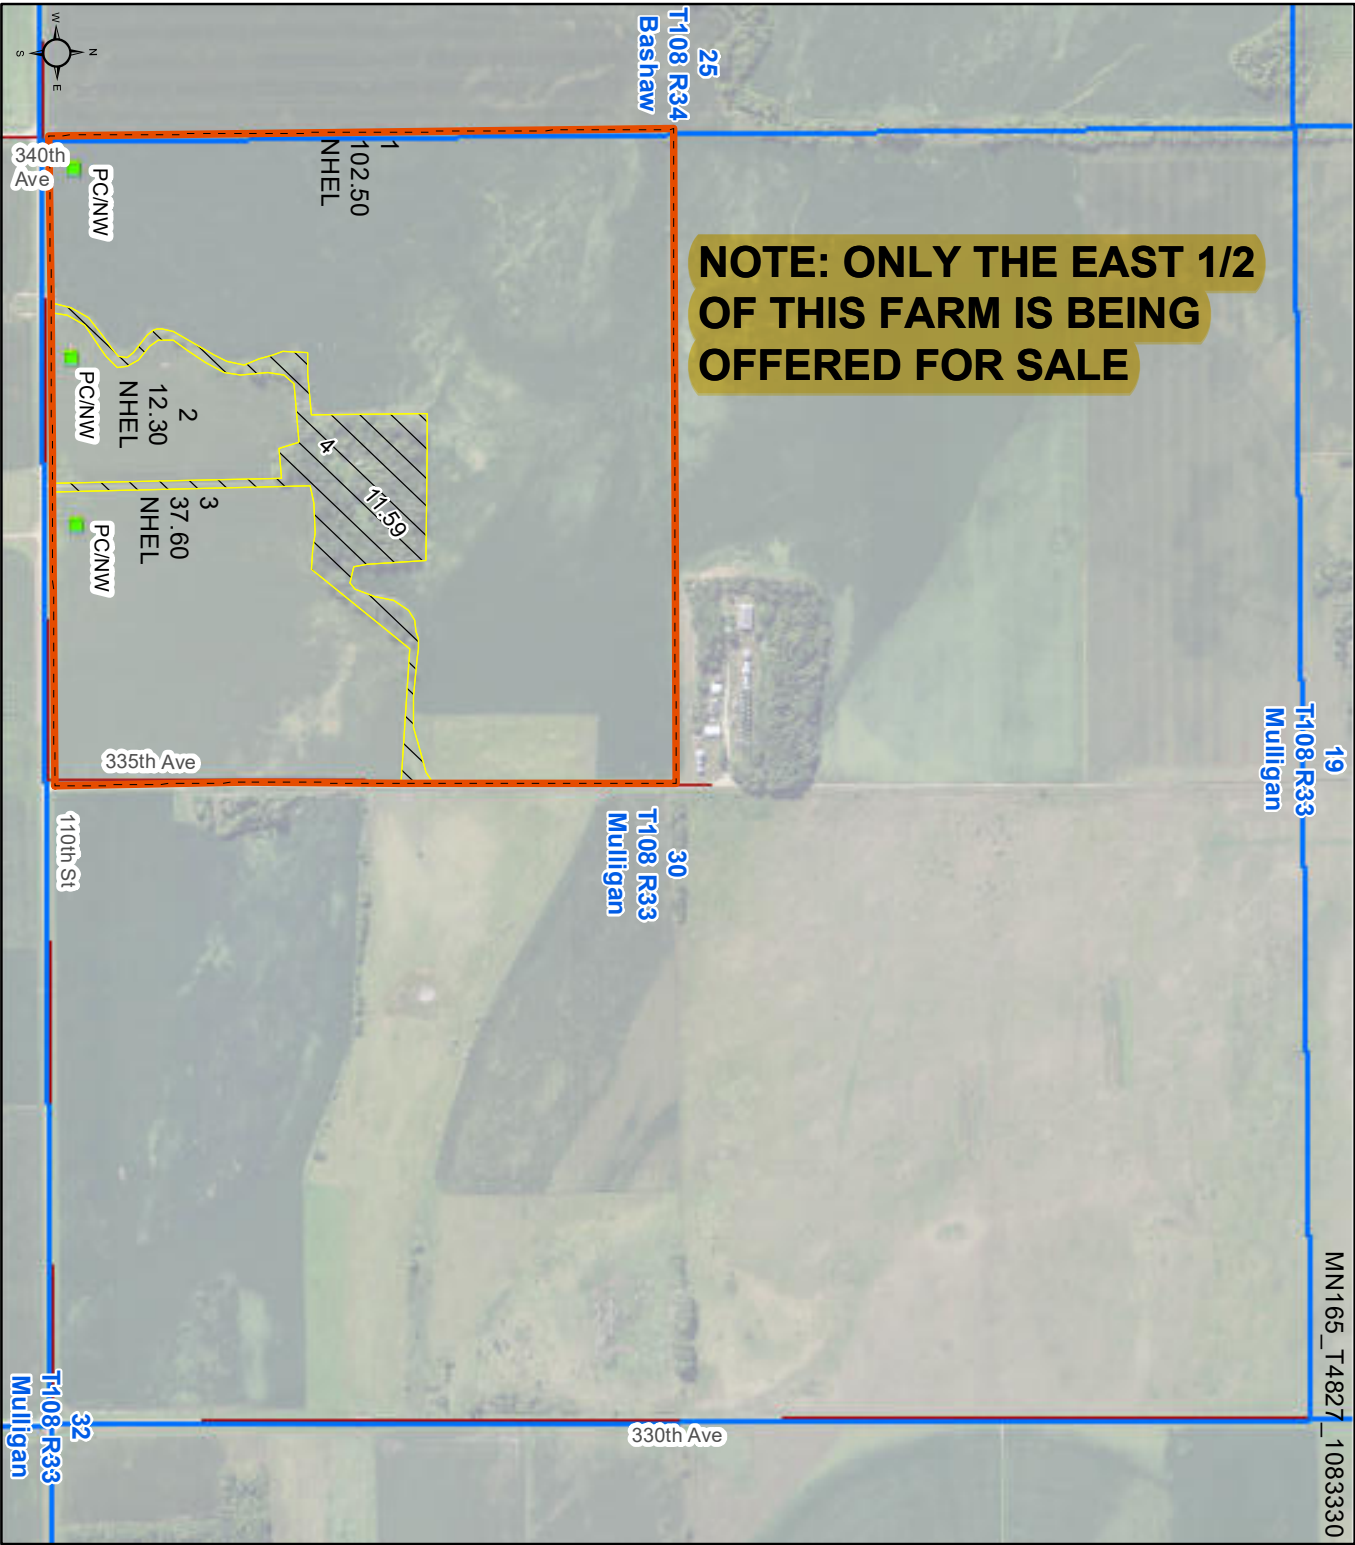 W
N
S
E
25
T108 R34
Bashaw
340th
Ave
PC/NW
1
102.50
NHEL
NOTE: ONLY THE EAST 1/2
OF THIS FARM IS BEING
OFFERED FOR SALE
PC/NW
2
12.30
NHEL
4
11.59
3
37.60
NHEL
PC/NW
335th Ave
110th St
19
T108 R33
Mulligan
30
T108 R33
Mulligan
MN165_T4827_1083330
32
T108 R33
Mulligan
330th Ave